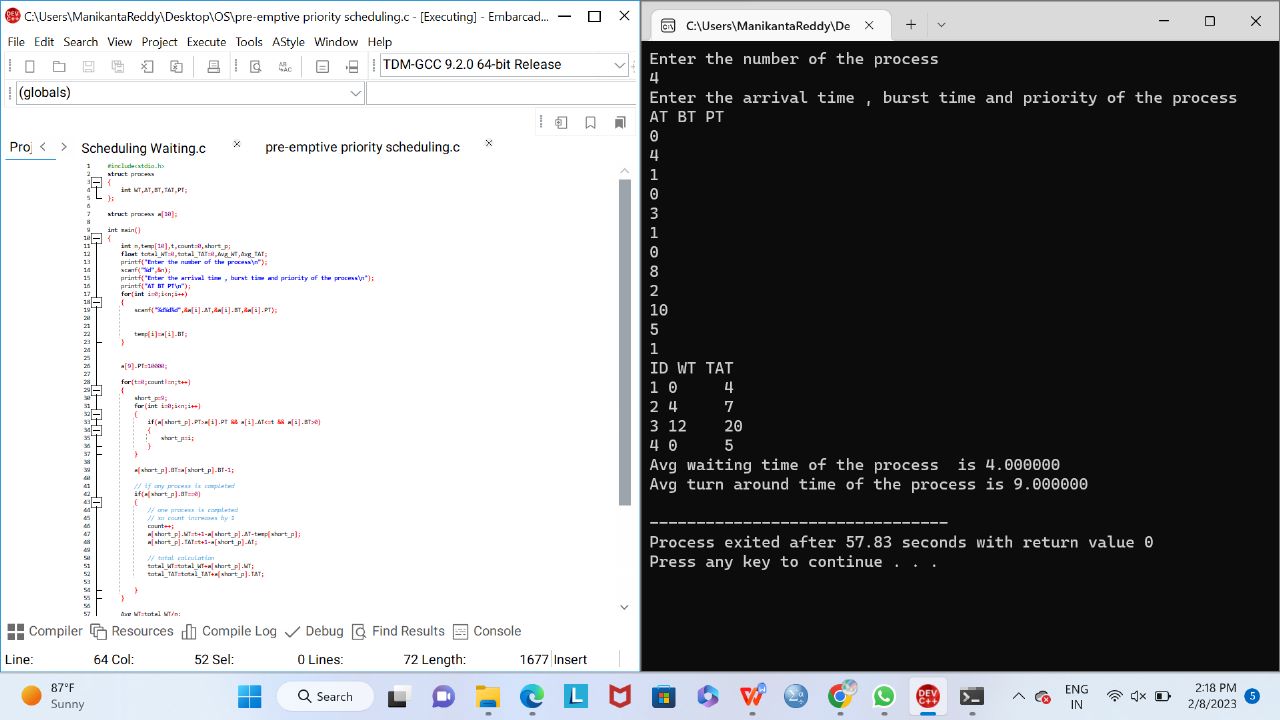 C:\Users\ManikantaReddy\Desktop\OS\pre-emptive priority scheduling.c - [Executing] - Embarcad...
File Edit Search View Project Execute Tools AStyle Window Help
TDM-GCC 9.2.0 64-bit Release
(globals)
Proj < > Scheduling Waiting.c × pre-emptive priority scheduling.c ×
1 #include<stdio.h>
2 struct process
3 {
4 int WT,AT,BT,TAT,PT;
5 };
6
7 struct process a[10];
8
9 int main()
10 {
11 int n,temp[10],t,count=0,short_p;
12 float total_WT=0,total_TAT=0,Avg_WT,Avg_TAT;
13 printf("Enter the number of the process\n");
14 scanf("%d",&n);
15 printf("Enter the arrival time , burst time and priority of the process\n");
16 printf("AT BT PT\n");
17 for(int i=0;i<n;i++)
18 {
19 scanf("%d%d%d",&a[i].AT,&a[i].BT,&a[i].PT);
20
21
22 temp[i]=a[i].BT;
23 }
24
25
26 a[9].PT=10000;
27
28 for(t=0;count!=n;t++)
29 {
30 short_p=9;
31 for(int i=0;i<n;i++)
32 {
33 if(a[short_p].PT>a[i].PT && a[i].AT<=t && a[i].BT>0)
34 {
35 short_p=i;
36 }
37 }
38
39 a[short_p].BT=a[short_p].BT-1;
40
41 // if any process is completed
42 if(a[short_p].BT==0)
43 {
44 // one process is completed
45 // so count increases by 1
46 count++;
47 a[short_p].WT=t+1-a[short_p].AT-temp[short_p];
48 a[short_p].TAT=t+1-a[short_p].AT;
49
50 // total calculation
51 total_WT=total_WT+a[short_p].WT;
52 total_TAT=total_TAT+a[short_p].TAT;
53
54 }
55 }
56
57 Avg_WT=total_WT/n;
Compiler Resources Compile Log Debug Find Results Console
Line: 64 Col: 52 Sel: 0 Lines: 72 Length: 1677 Insert
C:\Users\ManikantaReddy\De × +
Enter the number of the process
4
Enter the arrival time , burst time and priority of the process
AT BT PT
0
4
1
0
3
1
0
8
2
10
5
1
ID WT TAT
1 0 4
2 4 7
3 12 20
4 0 5
Avg waiting time of the process  is 4.000000
Avg turn around time of the process is 9.000000
--------------------------------
Process exited after 57.83 seconds with return value 0
Press any key to continue . . .
87°F
Sunny
Search
DEV
C++
ENG
IN
2:18 PM
2/8/2023
5